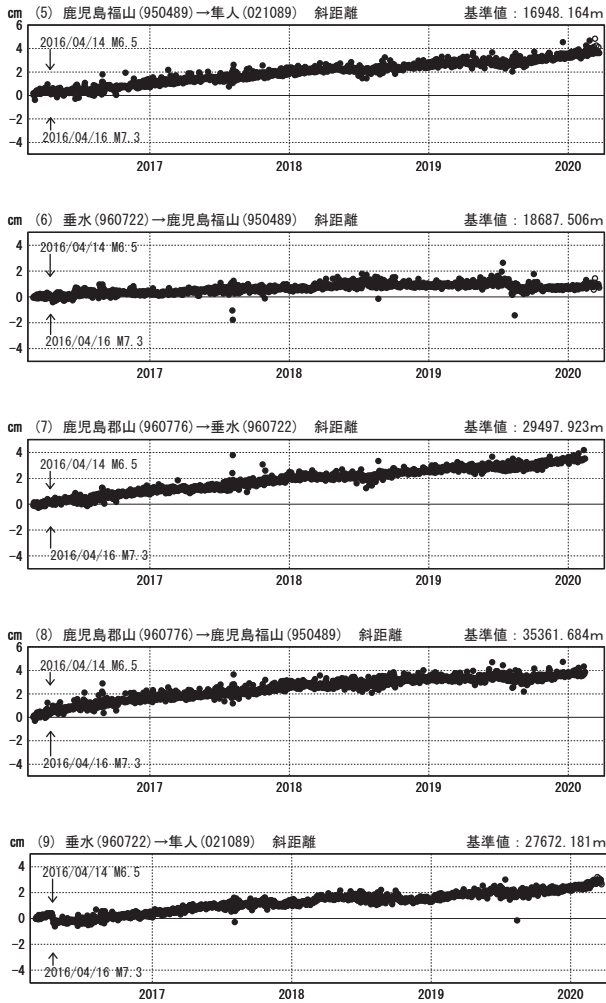 cm (5) 鹿児島福山(950489)→隼人(021089) 斜距離 基準値：16948.164m
6
2016/04/14 M6.5
4
2
0
-2
2016/04/16 M7.3
-4
2017 2018 2019 2020
cm (6) 垂水(960722)→鹿児島福山(950489) 斜距離 基準値：18687.506m
4
2016/04/14 M6.5
2
0
-2
2016/04/16 M7.3
-4
2017 2018 2019 2020
cm (7) 鹿児島郡山(960776)→垂水(960722) 斜距離 基準値：29497.923m
4
2016/04/14 M6.5
2
0
-2
2016/04/16 M7.3
-4
2017 2018 2019 2020
cm (8) 鹿児島郡山(960776)→鹿児島福山(950489) 斜距離 基準値：35361.684m
6
2016/04/14 M6.5
4
2
0
-2
2016/04/16 M7.3
-4
2017 2018 2019 2020
cm (9) 垂水(960722)→隼人(021089) 斜距離 基準値：27672.181m
4
2016/04/14 M6.5
2
0
-2
2016/04/16 M7.3
-4
2017 2018 2019 2020